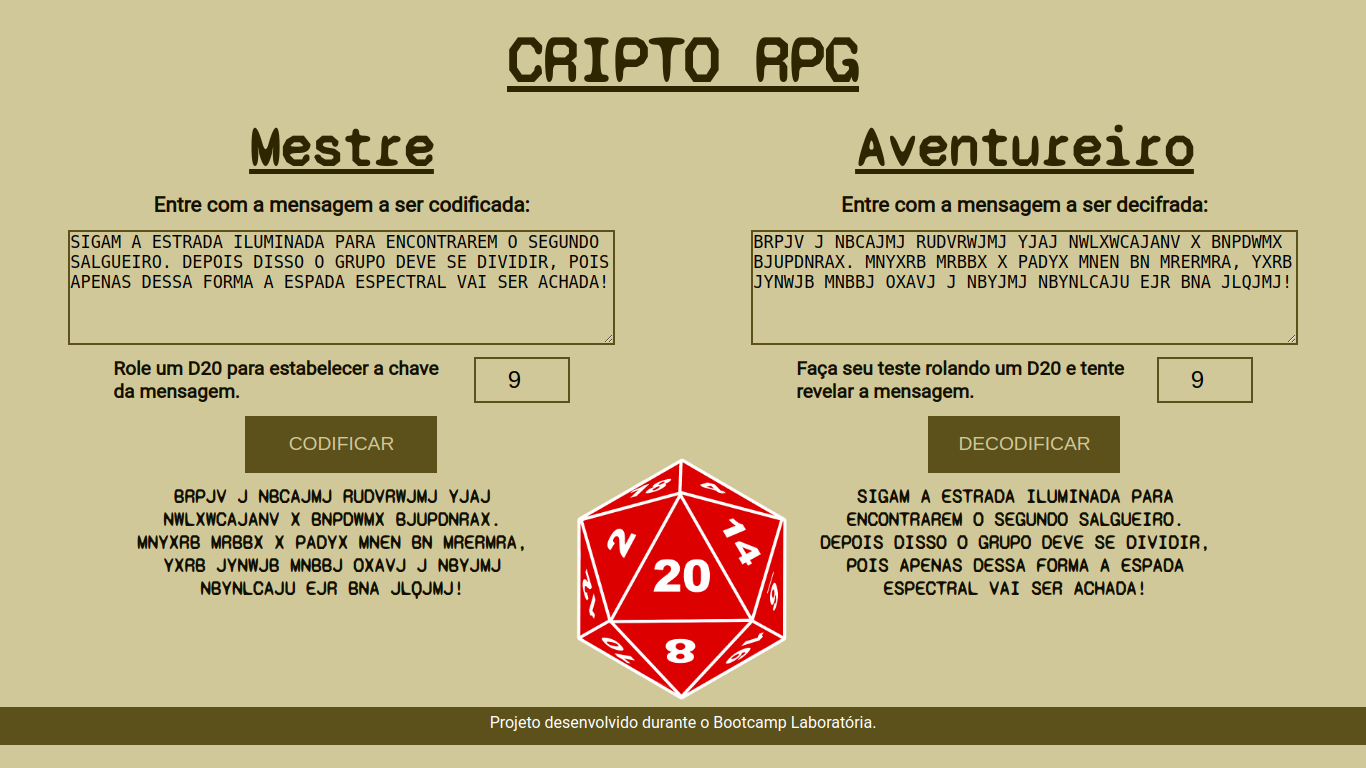 CRIPTO RPG
Mestre
Entre com a mensagem a ser codificada:
SIGAM A ESTRADA ILUMINADA PARA ENCONTRAREM O SEGUNDO
SALGUEIRO. DEPOIS DISSO O GRUPO DEVE SE DIVIDIR, POIS
APENAS DESSA FORMA A ESPADA ESPECTRAL VAI SER ACHADA!
Role um D20 para estabelecer a chave
da mensagem.
9
CODIFICAR
BRPJV J NBCAJMJ RUDVRWJMJ YJAJ
NWLXWCAJANV X BNPDWMX BJUPDNRAX.
MNYXRB MRBBX X PADYX MNEN BN MRERMRA,
YXRB JYNWJB MNBBJ OXAVJ J NBYJMJ
NBYNLCAJU EJR BNA JLQJMJ!
Aventureiro
Entre com a mensagem a ser decifrada:
BRPJV J NBCAJMJ RUDVRWJMJ YJAJ NWLXWCAJANV X BNPDWMX
BJUPDNRAX. MNYXRB MRBBX X PADYX MNEN BN MRERMRA, YXRB
JYNWJB MNBBJ OXAVJ J NBYJMJ NBYNLCAJU EJR BNA JLQJMJ!
Faça seu teste rolando um D20 e tente
revelar a mensagem.
9
DECODIFICAR
SIGAM A ESTRADA ILUMINADA PARA
ENCONTRAREM O SEGUNDO SALGUEIRO.
DEPOIS DISSO O GRUPO DEVE SE DIVIDIR,
POIS APENAS DESSA FORMA A ESPADA
ESPECTRAL VAI SER ACHADA!
18
2
14
20
12
10
8
16
Projeto desenvolvido durante o Bootcamp Laboratória.